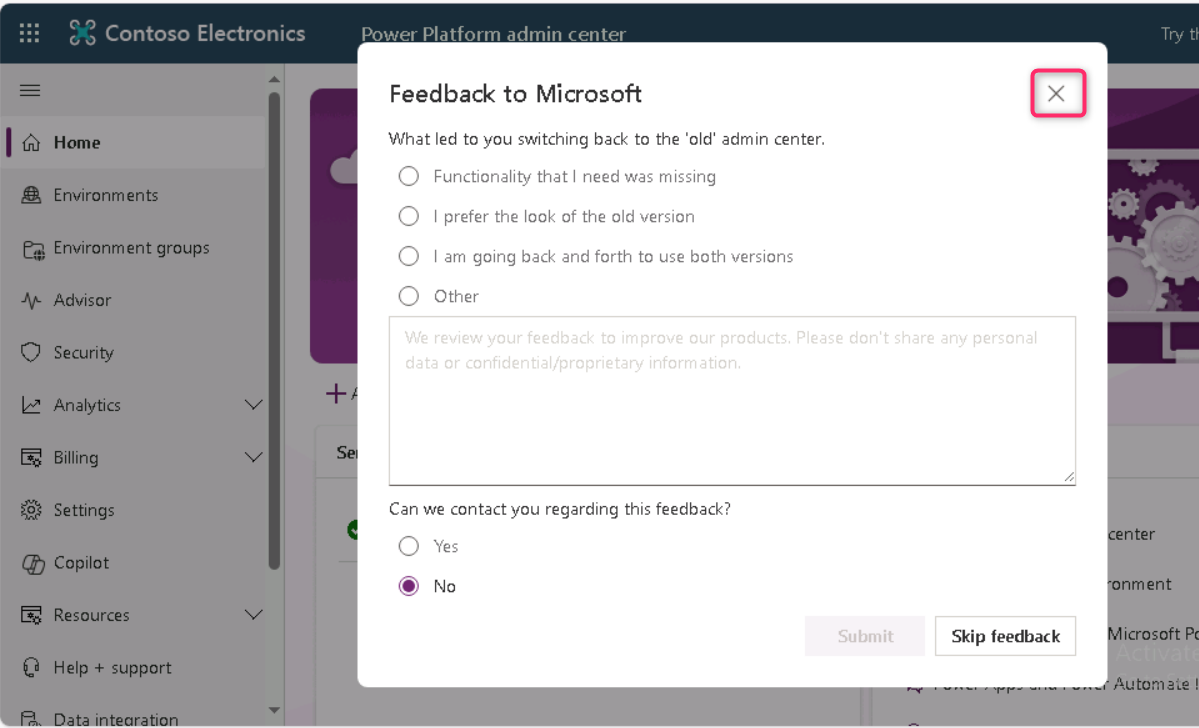 Contoso Electronics
Power Platform admin center
Try
Home
Environments
Environment groups
Advisor
Security
Analytics
Billing
Settings
Copilot
Resources
Help + support
Data integration
Feedback to Microsoft
What led to you switching back to the 'old' admin center.
Functionality that I need was missing
I prefer the look of the old version
I am going back and forth to use both versions
Other
We review your feedback to improve our products. Please don't share any personal
data or confidential/proprietary information.
Can we contact you regarding this feedback?
Yes
No
Submit
Skip feedback
center
Microsoft
Activate
Power Apps and Power Automate